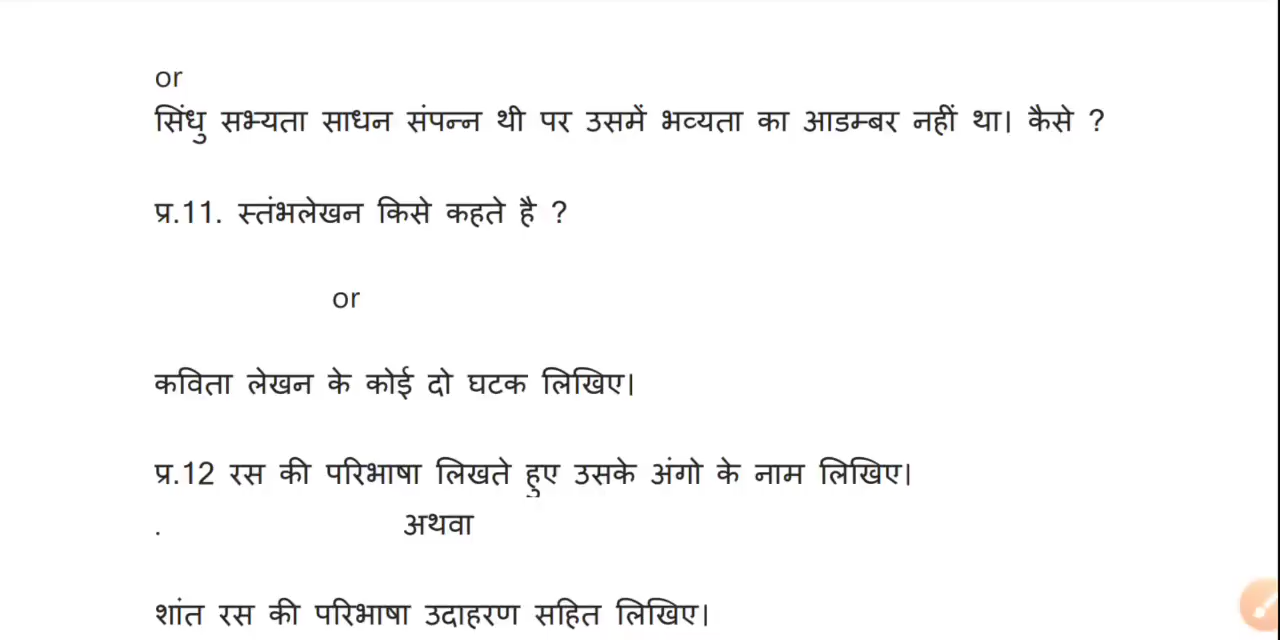 or
सिंधु सभ्यता साधन संपन्न थी पर उसमें भव्यता का आडम्बर नहीं था। कैसे ?
प्र.11. स्तंभलेखन किसे कहते है ?
or
कविता लेखन के कोई दो घटक लिखिए।
प्र.12 रस की परिभाषा लिखते हुए उसके अंगो के नाम लिखिए।
. अथवा
शांत रस की परिभाषा उदाहरण सहित लिखिए।